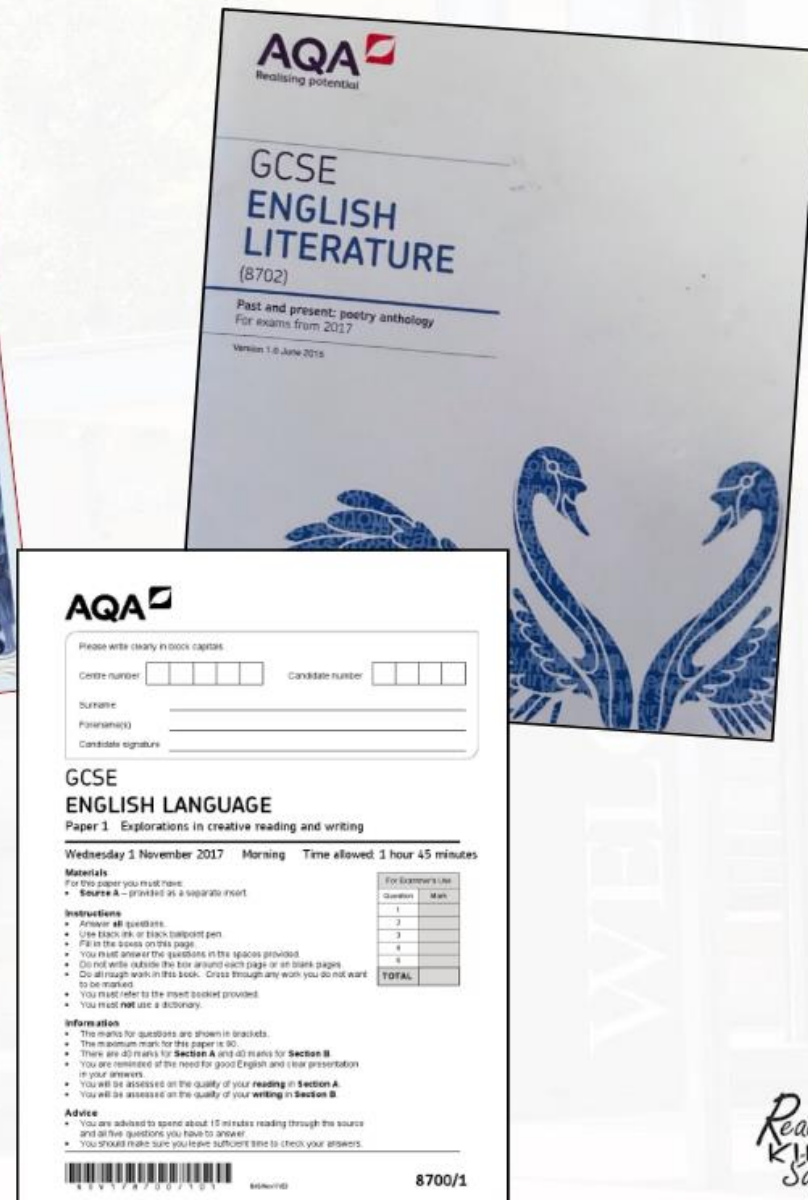 AQA
Realising potential
GCSE
ENGLISH
LITERATURE
(8702)
Past and present: poetry anthology
For exams from 2017
Version 1.0 June 2015
AQA
Please write clearly in block capitals.
Centre number
Candidate number
Surname
Forename(s)
Candidate signature
GCSE
ENGLISH LANGUAGE
Paper 1 Explorations in creative reading and writing
Wednesday 1 November 2017 Morning Time allowed: 1 hour 45 minutes
Materials
For this paper you must have:
• Source A – provided as a separate insert.
Instructions
• Answer all questions.
• Use black ink or black ballpoint pen.
• Fill in the boxes on this page.
• You must answer the questions in the spaces provided.
• Do not write outside the box around each page or on blank pages.
• Do all rough work in this book. Cross through any work you do not want
to be marked.
• You must refer to the insert booklet provided.
• You must not use a dictionary.
For Examiner's Use
Question Mark
1
2
3
4
5
TOTAL
Information
• The marks for questions are shown in brackets.
• The maximum mark for this paper is 80.
• There are 40 marks for Section A and 40 marks for Section B.
• You are reminded of the need for good English and clear presentation
in your answers.
• You will be assessed on the quality of your reading in Section A.
• You will be assessed on the quality of your writing in Section B.
Advice
• You are advised to spend about 15 minutes reading through the source
and all five questions you have to answer.
• You should make sure you leave sufficient time to check your answers.
8700/1